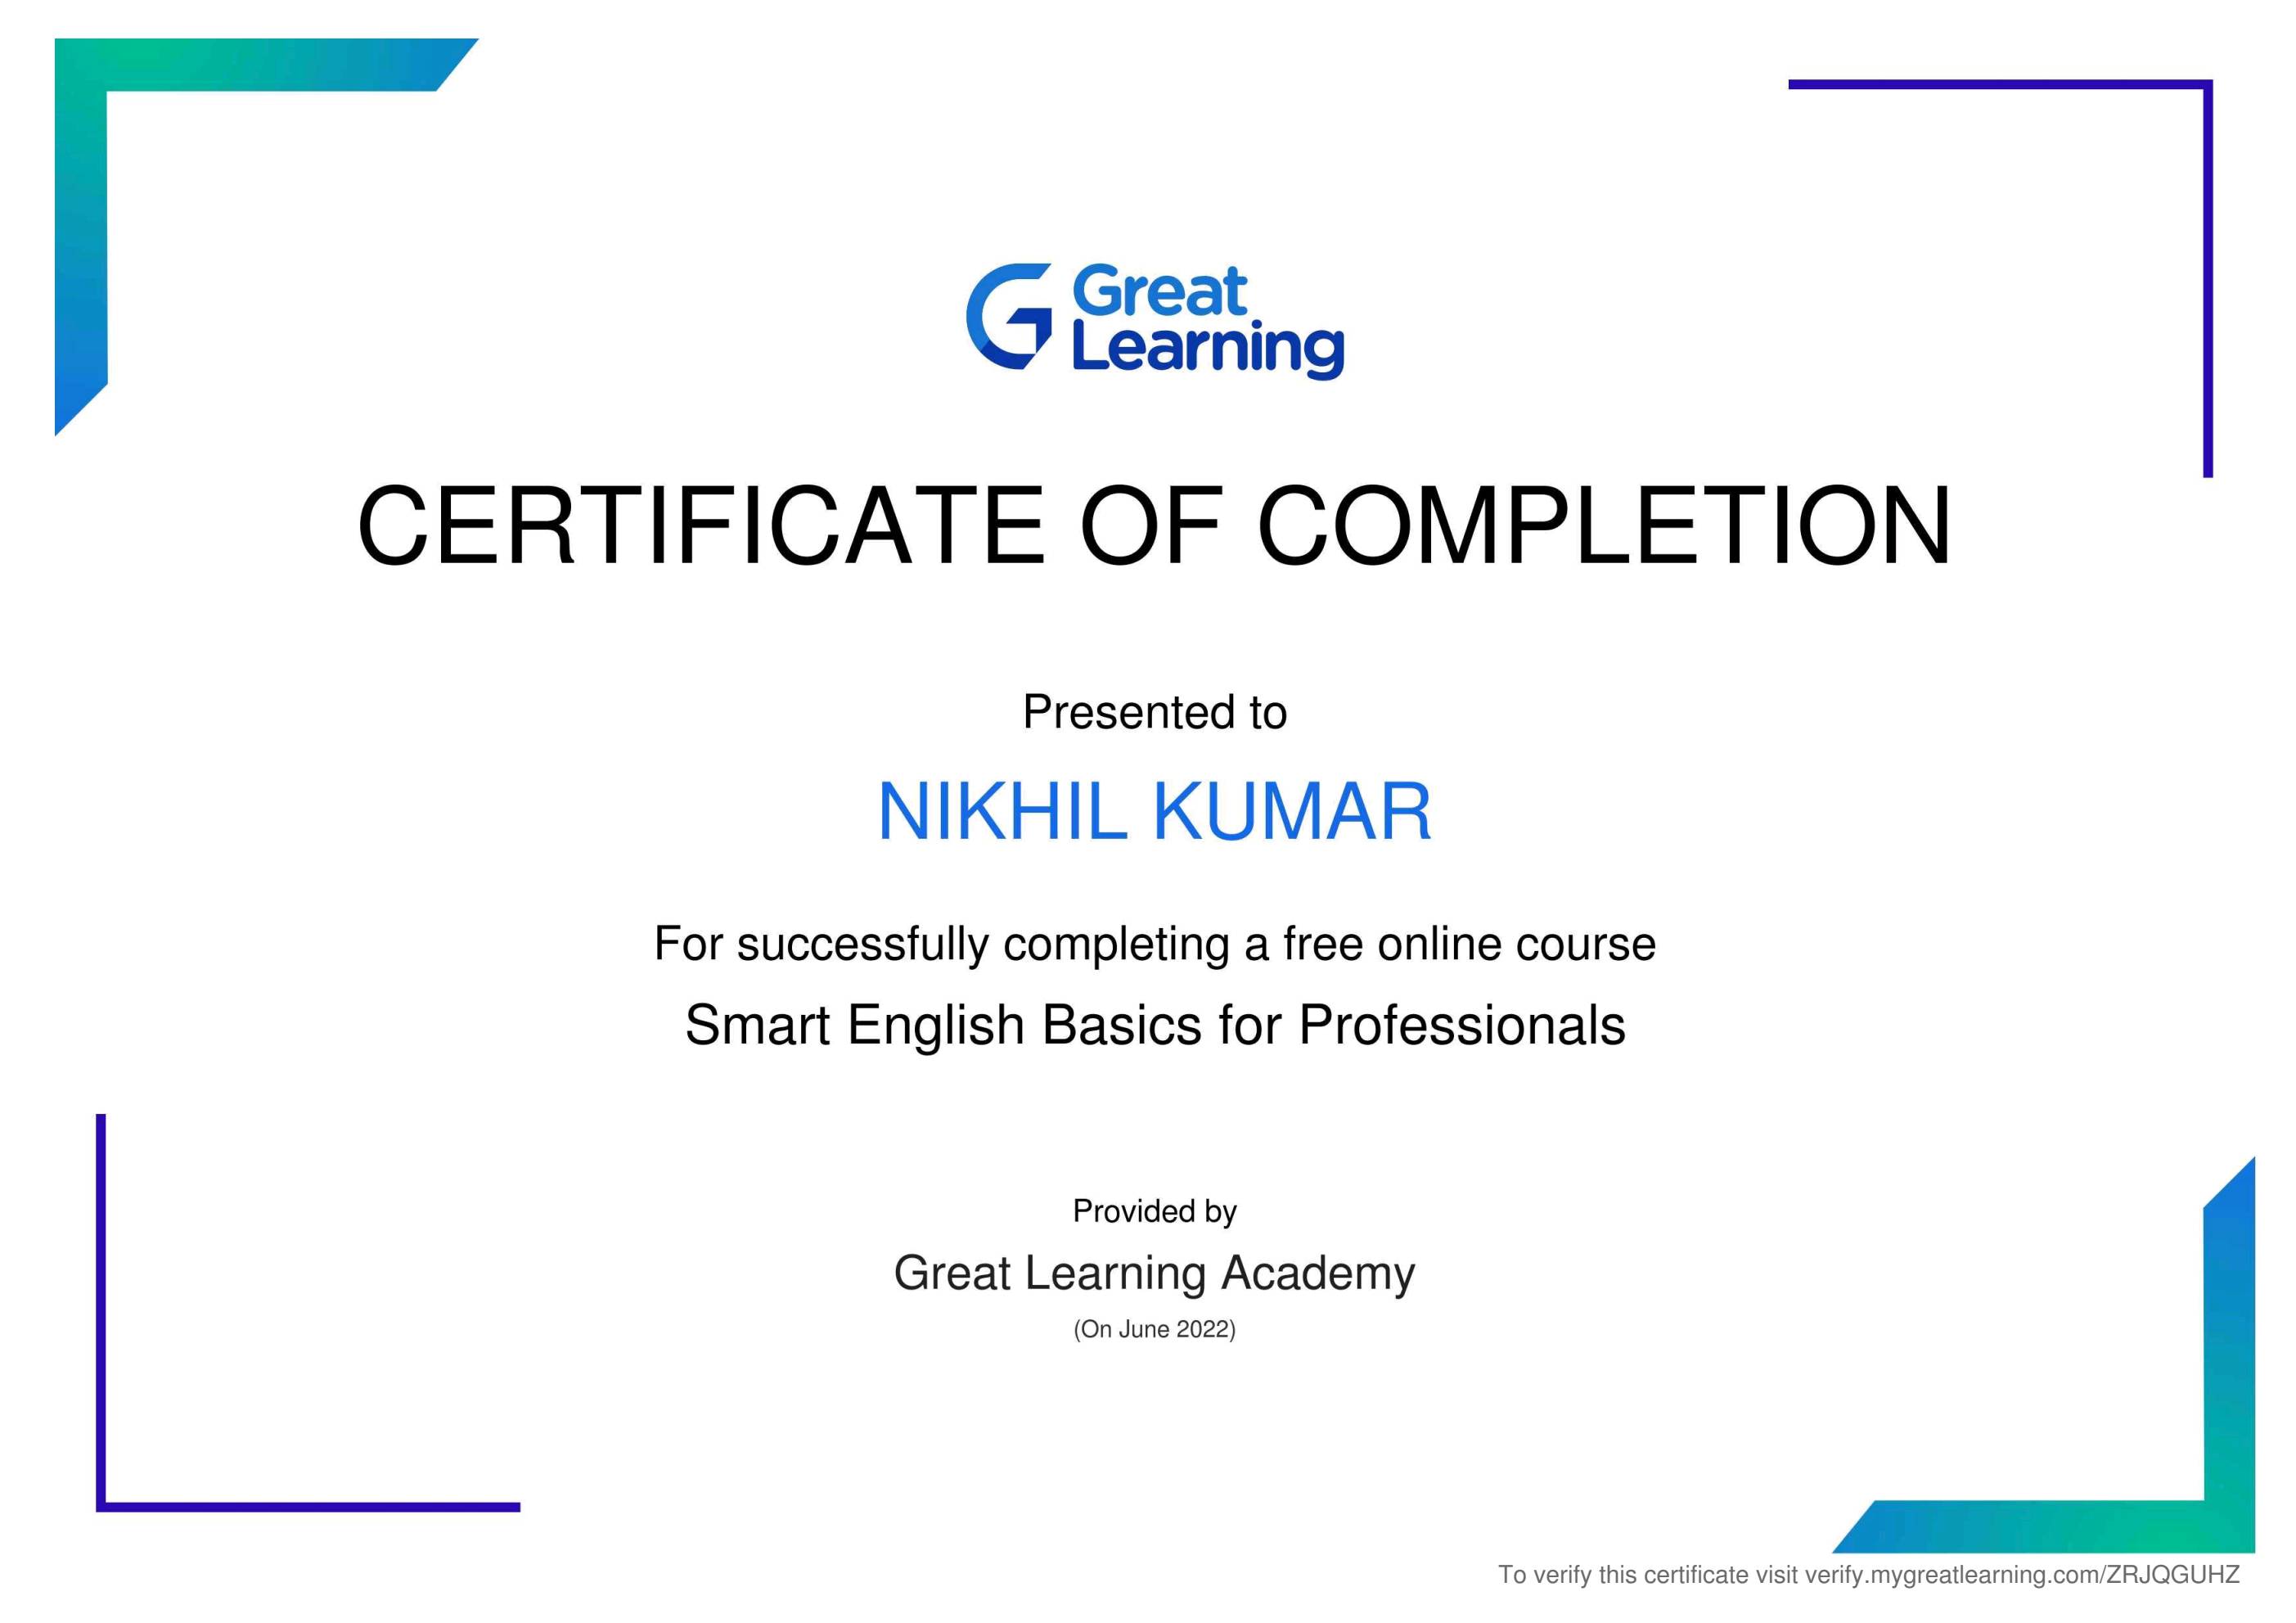 Great
Learning
CERTIFICATE OF COMPLETION
Presented to
NIKHIL KUMAR
For successfully completing a free online course
Smart English Basics for Professionals
Provided by
Great Learning Academy
(On June 2022)
To verify this certificate visit verify.mygreatlearning.com/ZRJQGUHZ